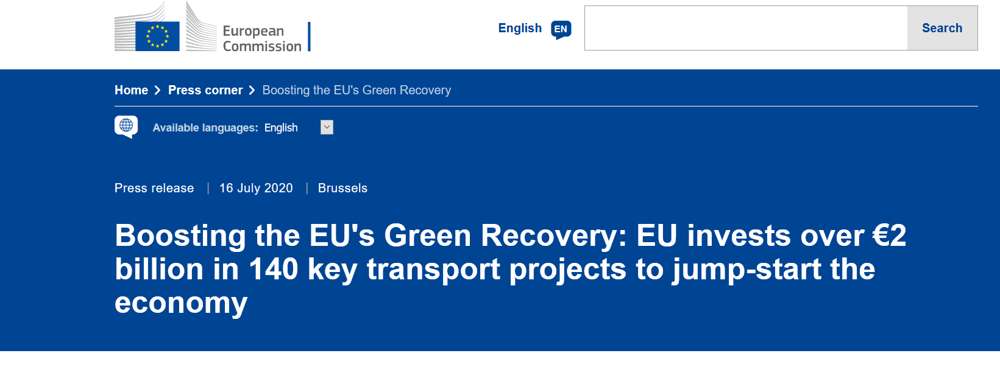 European
Commission
English EN
Search
Home > Press corner > Boosting the EU's Green Recovery
Available languages: English
Press release | 16 July 2020 | Brussels
Boosting the EU's Green Recovery: EU invests over €2
billion in 140 key transport projects to jump-start the
economy